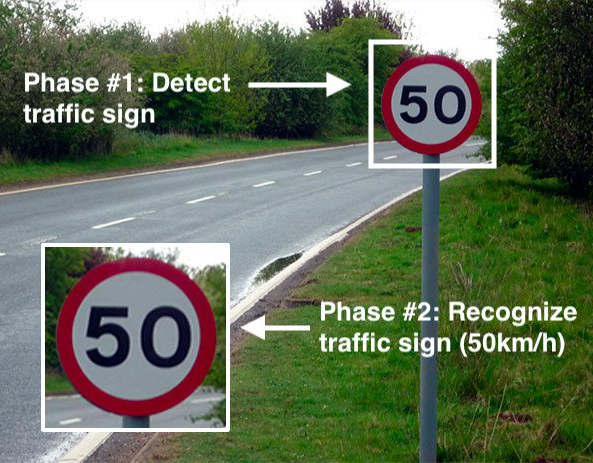 Phase #1: Detect
traffic sign
50
50
Phase #2: Recognize
traffic sign (50km/h)